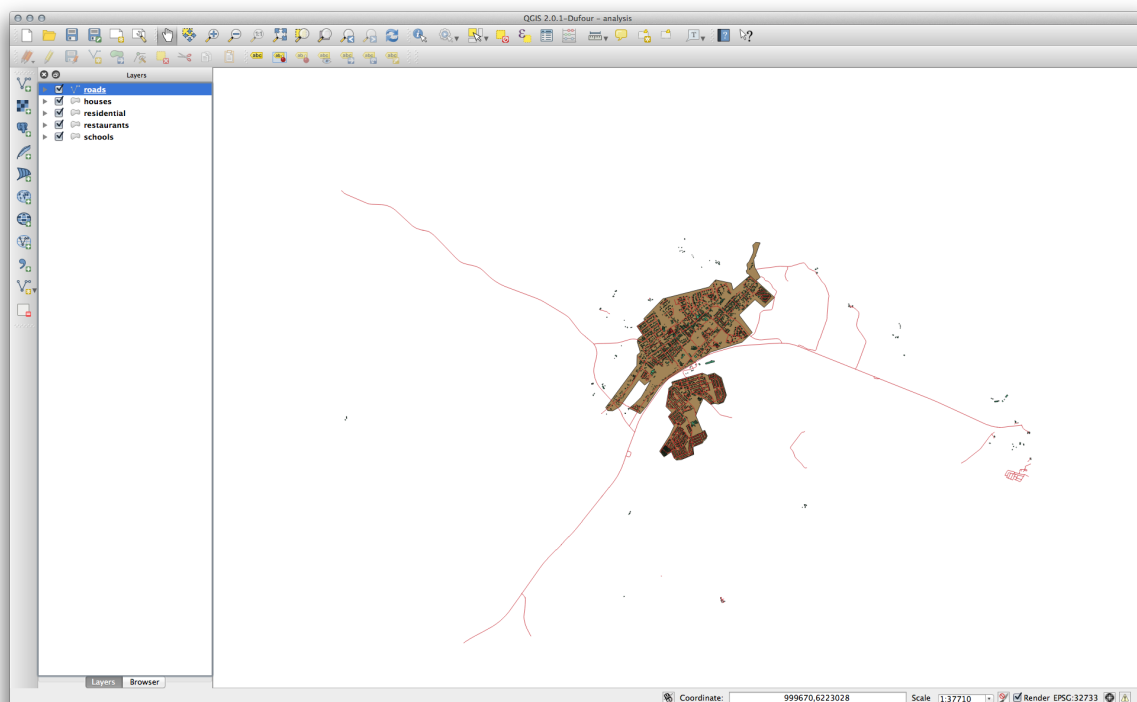 QGIS 2.0.1-Dufour - analysis
Layers
roads
houses
residential
restaurants
schools
Layers Browser
Coordinate: 999670,6223028 Scale 1:37710 Render EPSG:32733